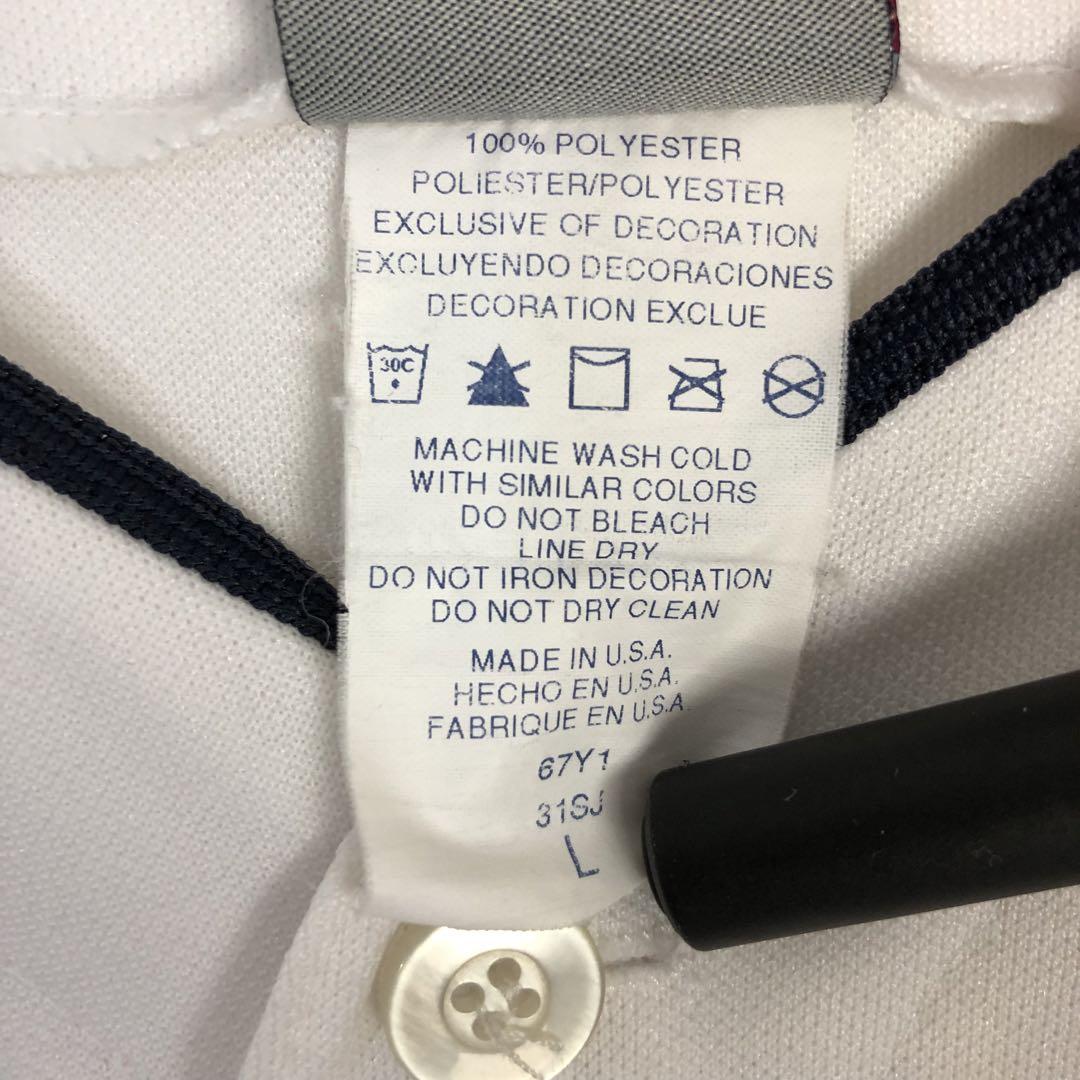 100% POLYESTER
POLIESTER/POLYESTER
EXCLUSIVE OF DECORATION
EXCLUYENDO DECORACIONES
DECORATION EXCLUE
30C
MACHINE WASH COLD
WITH SIMILAR COLORS
DO NOT BLEACH
LINE DRY
DO NOT IRON DECORATION
DO NOT DRY CLEAN
MADE IN U.S.A.
HECHO EN U.S.A.
FABRIQUE EN U.S.A.
67Y1
31SJ
L